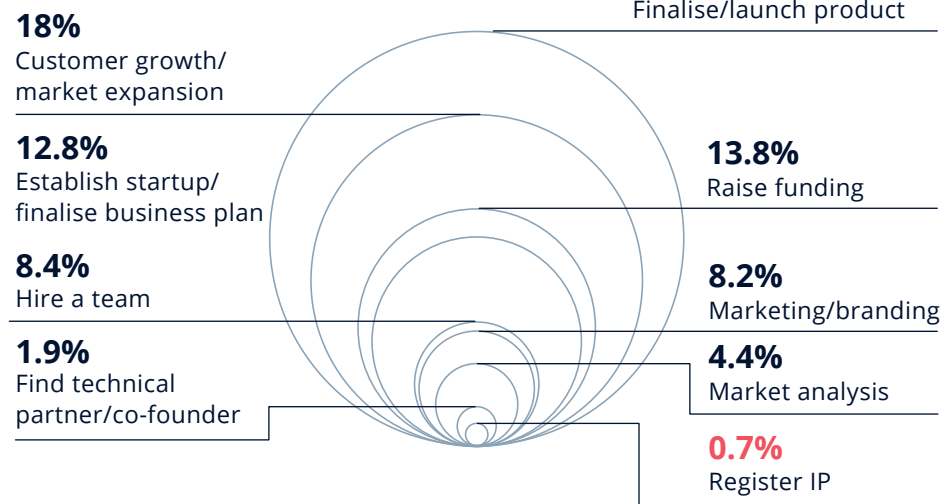 Finalise/launch product
18%
Customer growth/
market expansion
12.8%
Establish startup/
finalise business plan
8.4%
Hire a team
1.9%
Find technical
partner/co-founder
13.8%
Raise funding
8.2%
Marketing/branding
4.4%
Market analysis
0.7%
Register IP